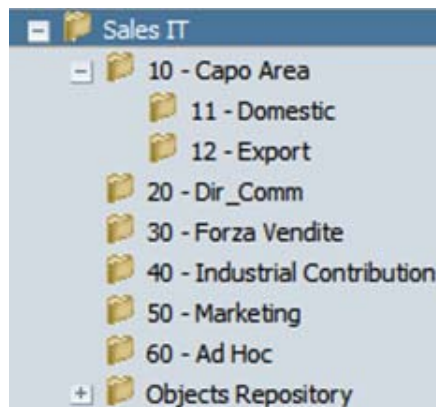 Sales IT
10 - Capo Area
11 - Domestic
12 - Export
20 - Dir_Comm
30 - Forza Vendite
40 - Industrial Contribution
50 - Marketing
60 - Ad Hoc
Objects Repository